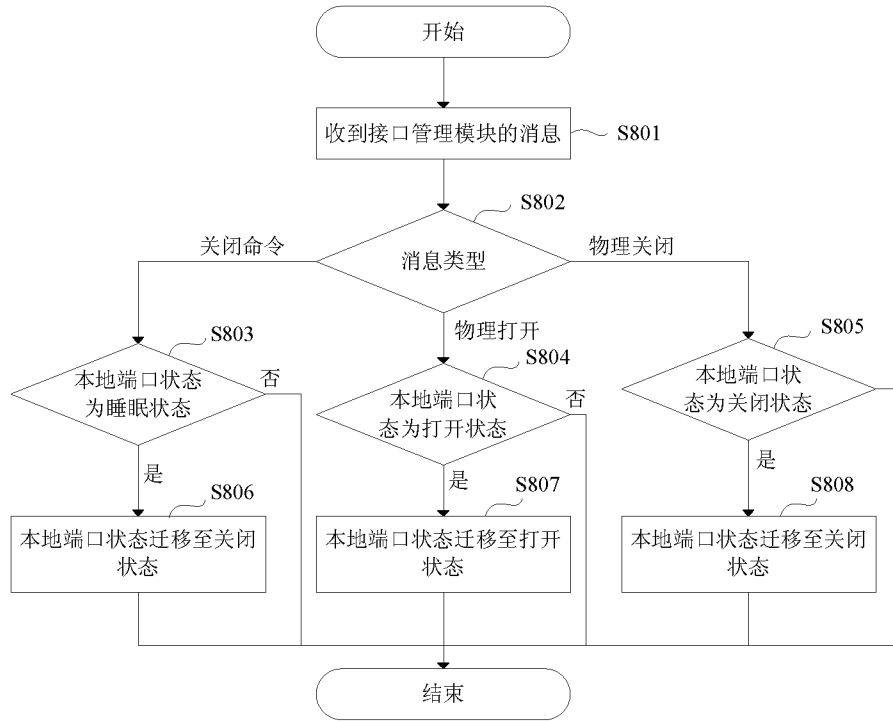 开始
收到接口管理模块的消息
S801
S802
消息类型
关闭命令
物理关闭
物理打开
S803
本地端口状态
为睡眠状态
否
是
S804
本地端口状
态为打开状态
否
是
S805
本地端口状
态为关闭状态
是
S806
本地端口状态迁移至关闭
状态
S807
本地端口状态迁移至打开
状态
S808
本地端口状态迁移至关闭
状态
结束